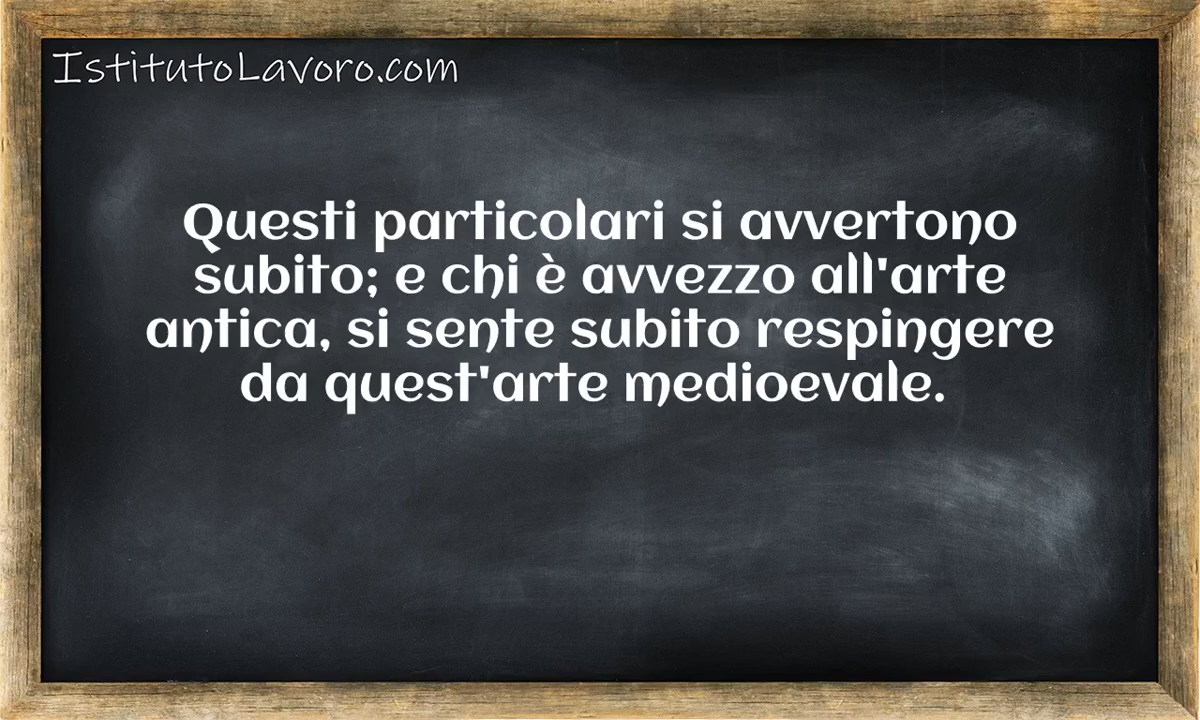 IstitutoLavoro.com
Questi particolari si avvertono
subito; e chi è avvezzo all'arte
antica, si sente subito respingere
da quest'arte medioevale.